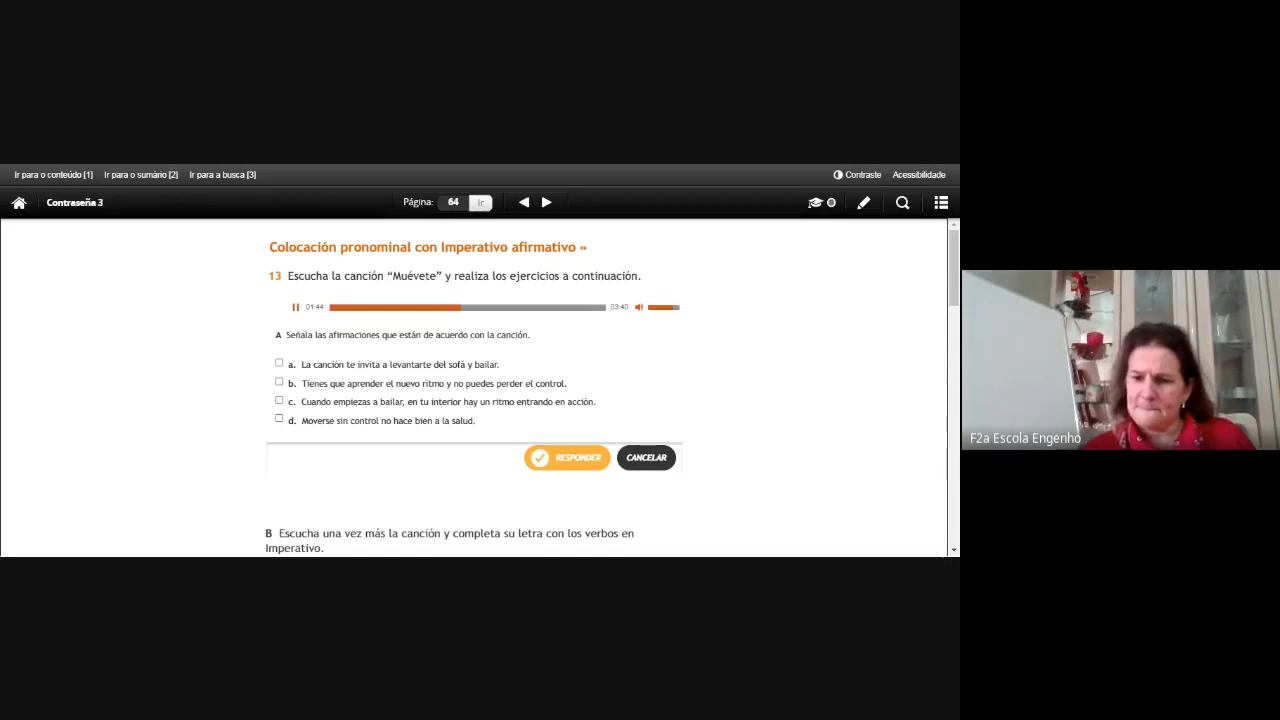 Ir para o conteúdo [1] Ir para o sumário [2] Ir para a busca [3] Contraste Acessibilidade
Contraseña 3 Página: 64 Ir
Colocación pronominal con Imperativo afirmativo »
13 Escucha la canción “Muévete” y realiza los ejercicios a continuación.
01:44 03:40
A Señala las afirmaciones que están de acuerdo con la canción.
a. La canción te invita a levantarte del sofá y bailar.
b. Tienes que aprender el nuevo ritmo y no puedes perder el control.
c. Cuando empiezas a bailar, en tu interior hay un ritmo entrando en acción.
d. Moverse sin control no hace bien a la salud.
RESPONDER CANCELAR
B Escucha una vez más la canción y completa su letra con los verbos en
Imperativo.
F2a Escola Engenho